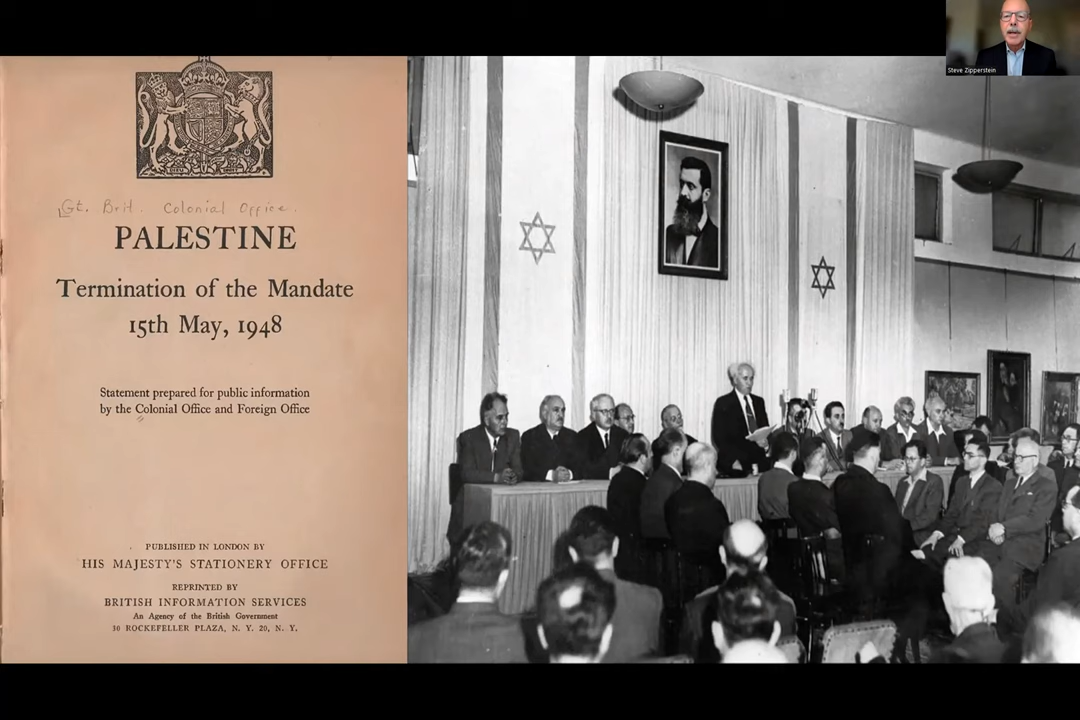 Steve Zipperstein
Gt. Brit. Colonial Office.
PALESTINE
Termination of the Mandate
15th May, 1948
Statement prepared for public information
by the Colonial Office and Foreign Office
PUBLISHED IN LONDON BY
HIS MAJESTY'S STATIONERY OFFICE
REPRINTED BY
BRITISH INFORMATION SERVICES
An Agency of the British Government
30 ROCKEFELLER PLAZA, N. Y. 20, N. Y.